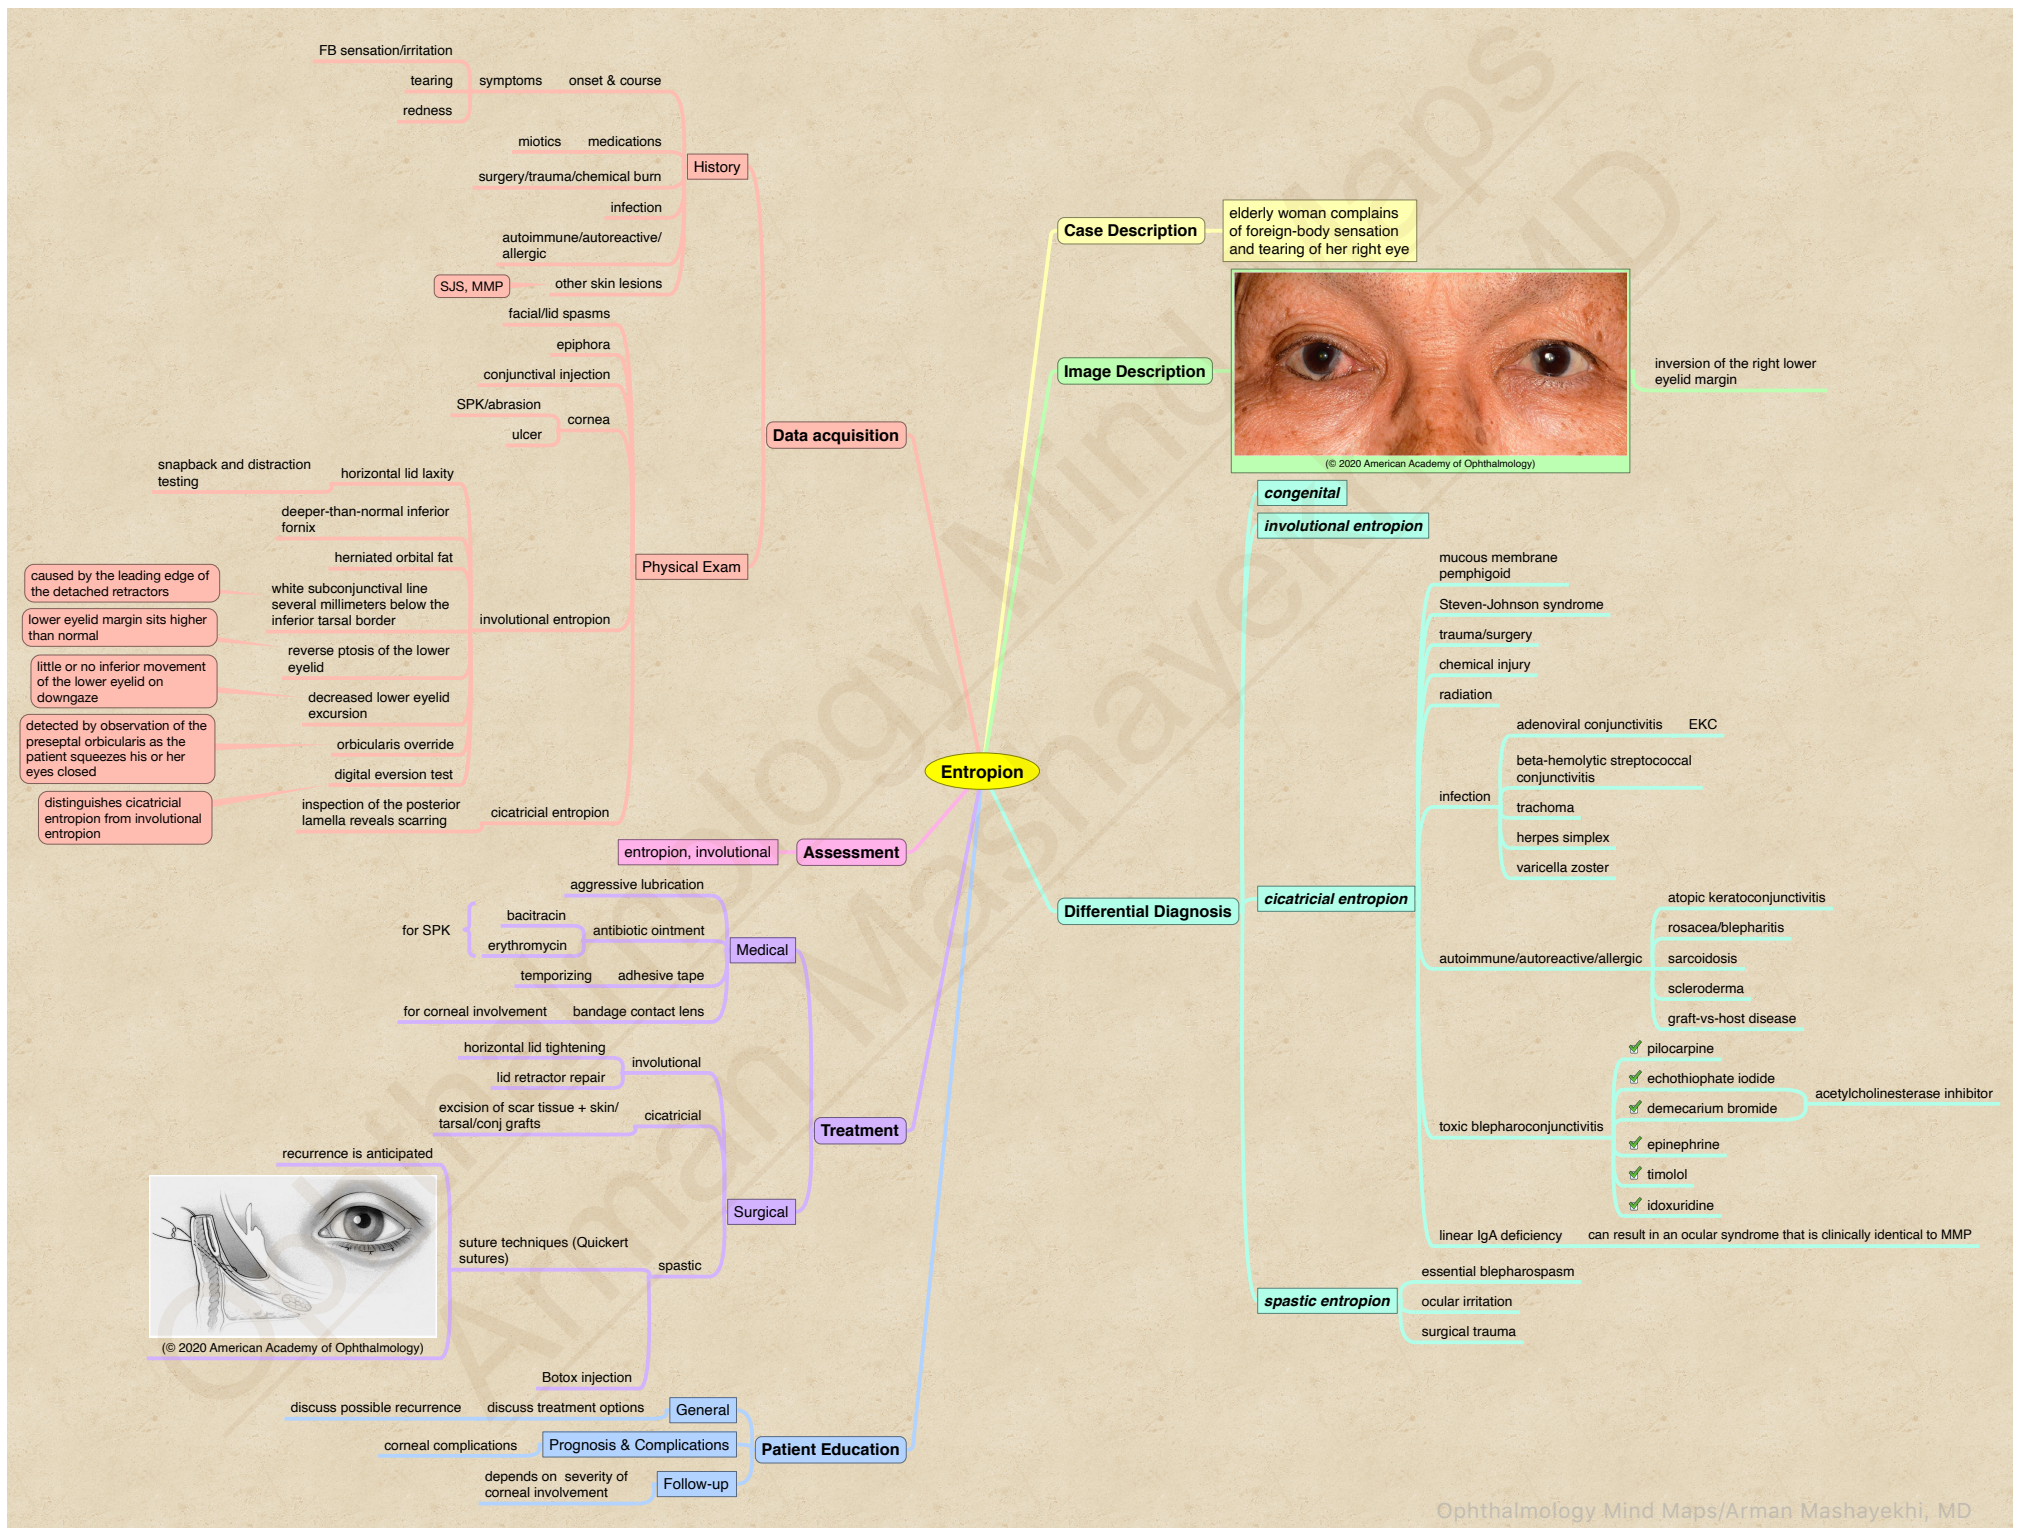 Entropion
Case Description
elderly woman complains
of foreign-body sensation
and tearing of her right eye
Image Description
(© 2020 American Academy of Ophthalmology)
inversion of the right lower
eyelid margin
Data acquisition
History
onset & course
symptoms
FB sensation/irritation
tearing
redness
medications
miotics
surgery/trauma/chemical burn
infection
autoimmune/autoreactive/
allergic
other skin lesions
SJS, MMP
Physical Exam
facial/lid spasms
epiphora
conjunctival injection
cornea
SPK/abrasion
ulcer
involutional entropion
horizontal lid laxity
snapback and distraction
testing
deeper-than-normal inferior
fornix
herniated orbital fat
white subconjunctival line
several millimeters below the
inferior tarsal border
caused by the leading edge of
the detached retractors
reverse ptosis of the lower
eyelid
lower eyelid margin sits higher
than normal
decreased lower eyelid
excursion
little or no inferior movement
of the lower eyelid on
downgaze
orbicularis override
detected by observation of the
preseptal orbicularis as the
patient squeezes his or her
eyes closed
digital eversion test
distinguishes cicatricial
entropion from involutional
entropion
cicatricial entropion
inspection of the posterior
lamella reveals scarring
Assessment
entropion, involutional
Differential Diagnosis
congenital
involutional entropion
cicatricial entropion
mucous membrane
pemphigoid
Steven-Johnson syndrome
trauma/surgery
chemical injury
radiation
infection
adenoviral conjunctivitis
EKC
beta-hemolytic streptococcal
conjunctivitis
trachoma
herpes simplex
varicella zoster
autoimmune/autoreactive/allergic
atopic keratoconjunctivitis
rosacea/blepharitis
sarcoidosis
scleroderma
graft-vs-host disease
toxic blepharoconjunctivitis
pilocarpine
echothiophate iodide
demecarium bromide
acetylcholinesterase inhibitor
epinephrine
timolol
idoxuridine
linear IgA deficiency
can result in an ocular syndrome that is clinically identical to MMP
spastic entropion
essential blepharospasm
ocular irritation
surgical trauma
Treatment
Medical
aggressive lubrication
antibiotic ointment
bacitracin
erythromycin
for SPK
adhesive tape
temporizing
bandage contact lens
for corneal involvement
Surgical
involutional
horizontal lid tightening
lid retractor repair
cicatricial
excision of scar tissue + skin/
tarsal/conj grafts
spastic
suture techniques (Quickert
sutures)
recurrence is anticipated
(© 2020 American Academy of Ophthalmology)
Botox injection
Patient Education
General
discuss treatment options
discuss possible recurrence
Prognosis & Complications
corneal complications
Follow-up
depends on severity of
corneal involvement
Ophthalmology Mind Maps
Arman Mashayekhi, MD
Ophthalmology Mind Maps/Arman Mashayekhi, MD